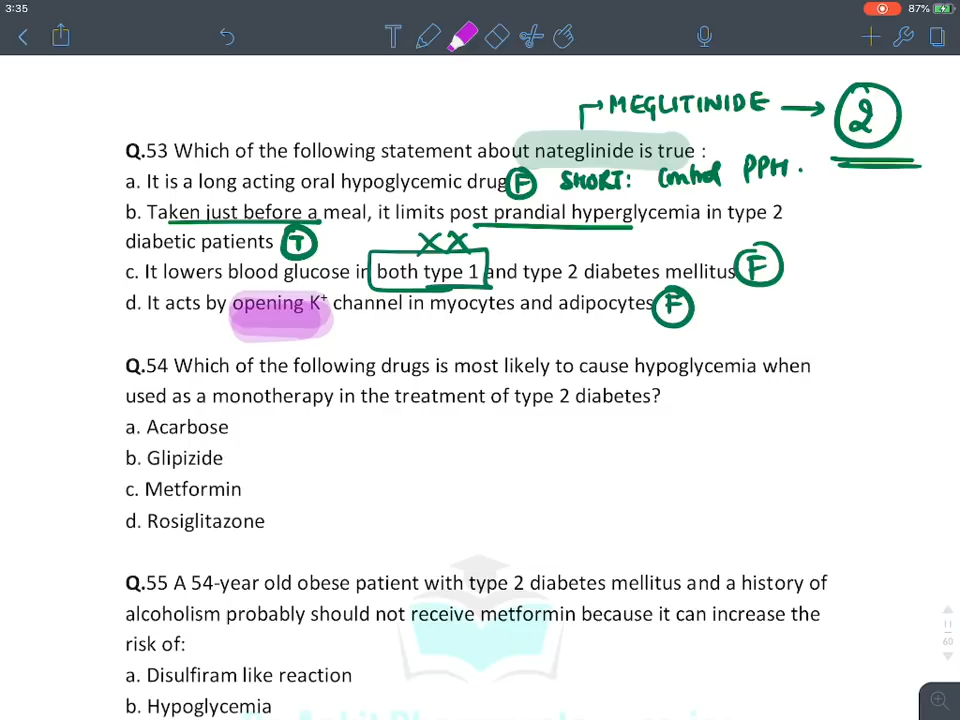 3:35
87%
T
MEGLITINIDE → 2
Q.53 Which of the following statement about nateglinide is true :
a. It is a long acting oral hypoglycemic drug F SHORT: Control PPH.
b. Taken just before a meal, it limits post prandial hyperglycemia in type 2
diabetic patients T XX
c. It lowers blood glucose in both type 1 and type 2 diabetes mellitus F
d. It acts by opening K+ channel in myocytes and adipocytes F
Q.54 Which of the following drugs is most likely to cause hypoglycemia when
used as a monotherapy in the treatment of type 2 diabetes?
a. Acarbose
b. Glipizide
c. Metformin
d. Rosiglitazone
Q.55 A 54-year old obese patient with type 2 diabetes mellitus and a history of
alcoholism probably should not receive metformin because it can increase the
risk of:
a. Disulfiram like reaction
b. Hypoglycemia
11
60